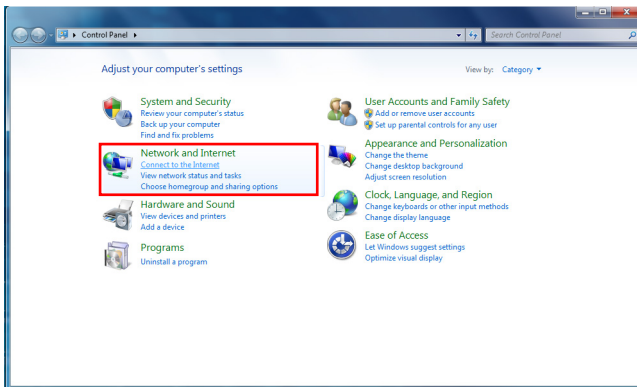 Control Panel
Search Control Panel
Adjust your computer's settings
View by: Category
System and Security
Review your computer's status
Back up your computer
Find and fix problems
Network and Internet
Connect to the Internet
View network status and tasks
Choose homegroup and sharing options
Hardware and Sound
View devices and printers
Add a device
Programs
Uninstall a program
User Accounts and Family Safety
Add or remove user accounts
Set up parental controls for any user
Appearance and Personalization
Change the theme
Change desktop background
Adjust screen resolution
Clock, Language, and Region
Change keyboards or other input methods
Change display language
Ease of Access
Let Windows suggest settings
Optimize visual display